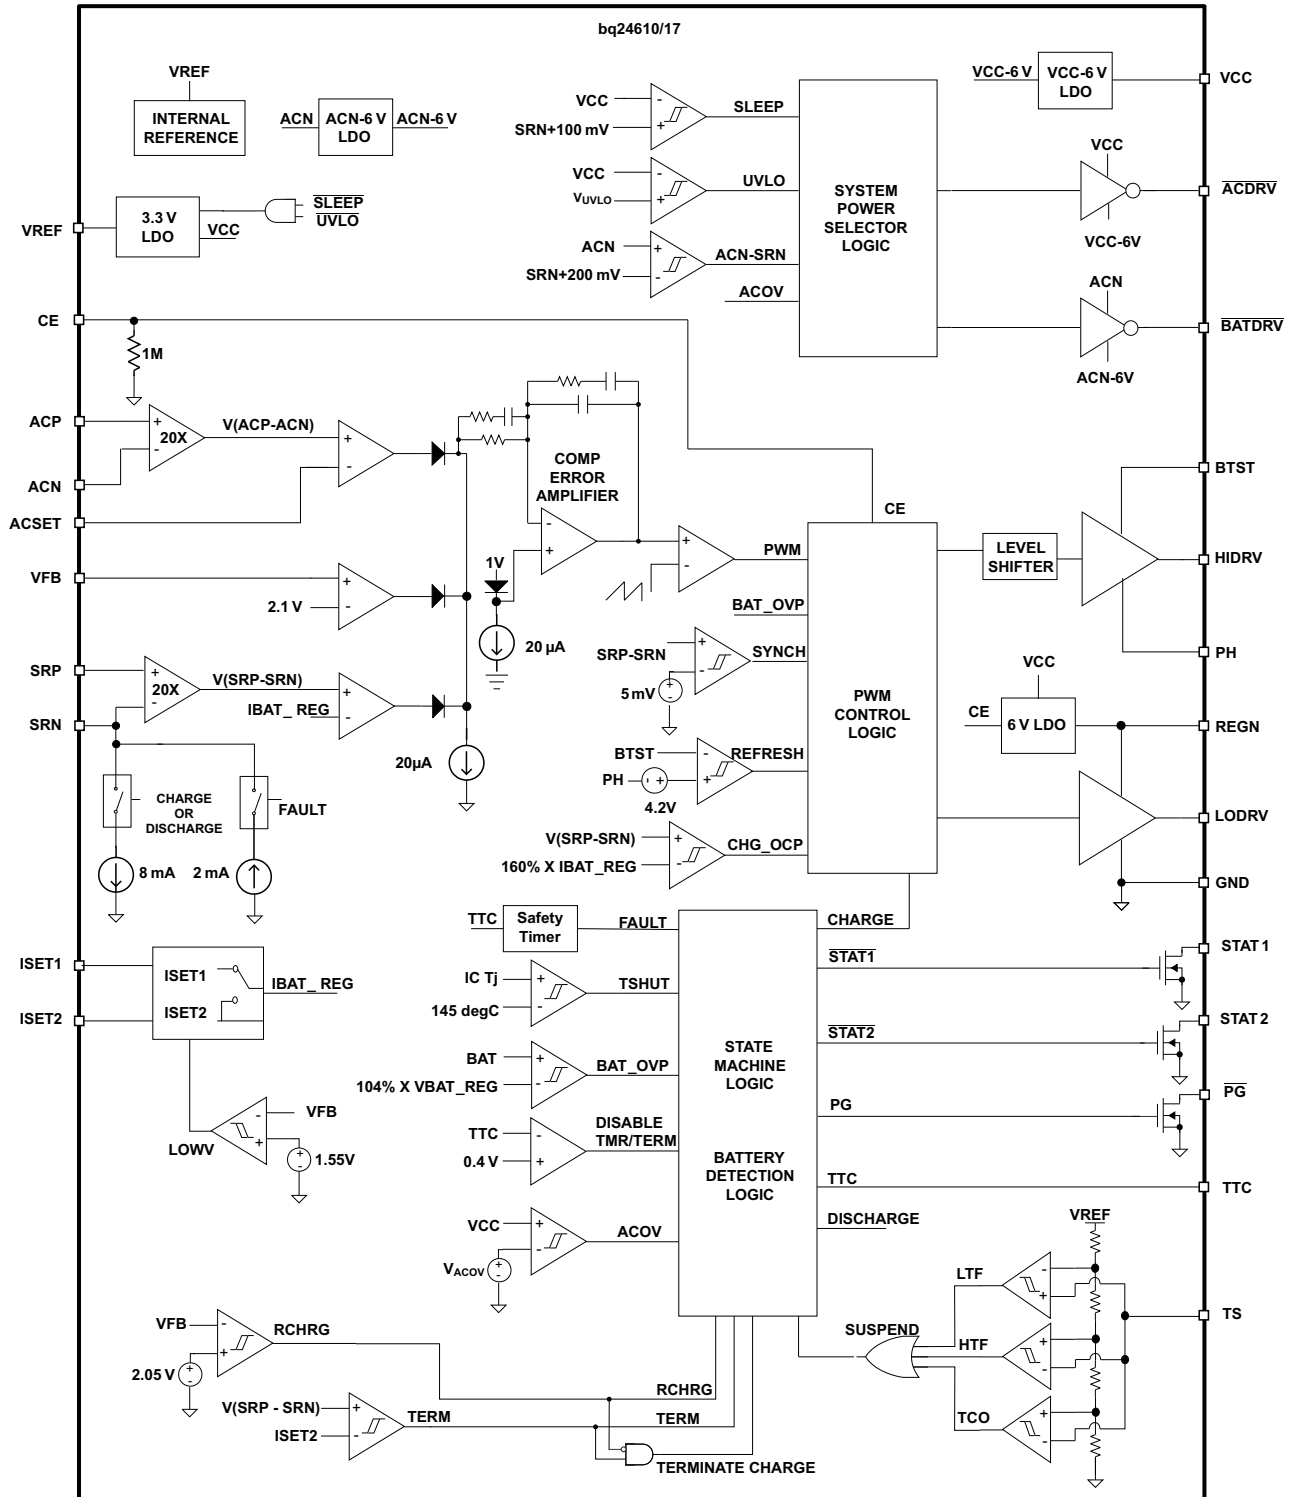 bq24610/17
VREF
INTERNAL
REFERENCE
ACN
ACN-6 V
LDO
ACN-6 V
VCC
SRN+100 mV
-
+
SLEEP
VCC
VUVLO
-
+
UVLO
ACN
SRN+200 mV
+
-
ACN-SRN
ACOV
SYSTEM
POWER
SELECTOR
LOGIC
VCC-6 V
VCC-6 V
LDO
VCC
VCC
VCC-6V
ACDRV
ACN
ACN-6V
BATDRV
VREF
3.3 V
LDO
VCC
SLEEP
UVLO
CE
1M
ACP
ACN
+
-
20X
V(ACP-ACN)
+
-
ACSET
VFB
2.1 V
+
-
SRP
SRN
+
-
20X
V(SRP-SRN)
IBAT_ REG
+
-
20µA
COMP
ERROR
AMPLIFIER
-
+
1V
20 µA
+
-
PWM
BAT_OVP
SRP-SRN
+
-
SYNCH
5 mV
+
-
BTST
PH
- +
4.2V
-
+
REFRESH
V(SRP-SRN)
160% X IBAT_REG
+
-
CHG_OCP
CE
PWM
CONTROL
LOGIC
LEVEL
SHIFTER
BTST
HIDRV
PH
VCC
CE
6 V LDO
REGN
LODRV
GND
CHARGE
OR
DISCHARGE
FAULT
8 mA
2 mA
ISET1
ISET2
ISET1
ISET2
IBAT_ REG
LOWV
-
+
VFB
+
-
1.55V
TTC
Safety
Timer
FAULT
IC Tj
145 degC
+
-
TSHUT
BAT
104% X VBAT_REG
+
-
BAT_OVP
TTC
0.4 V
-
+
DISABLE
TMR/TERM
VCC
VACOV
+
-
+
-
ACOV
STATE
MACHINE
LOGIC
BATTERY
DETECTION
LOGIC
CHARGE
STAT1
STAT 1
STAT2
STAT 2
PG
PG
TTC
TTC
DISCHARGE
VREF
LTF
-
+
TS
SUSPEND
HTF
+
-
TCO
+
-
VFB
2.05 V
+
-
-
+
RCHRG
RCHRG
V(SRP - SRN)
ISET2
+
-
TERM
TERM
TERMINATE CHARGE